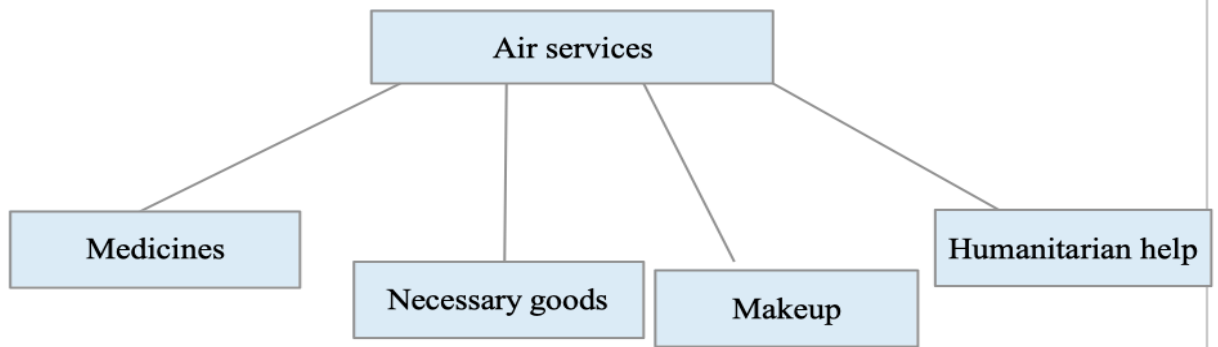 Air services
Medicines
Necessary goods
Makeup
Humanitarian help